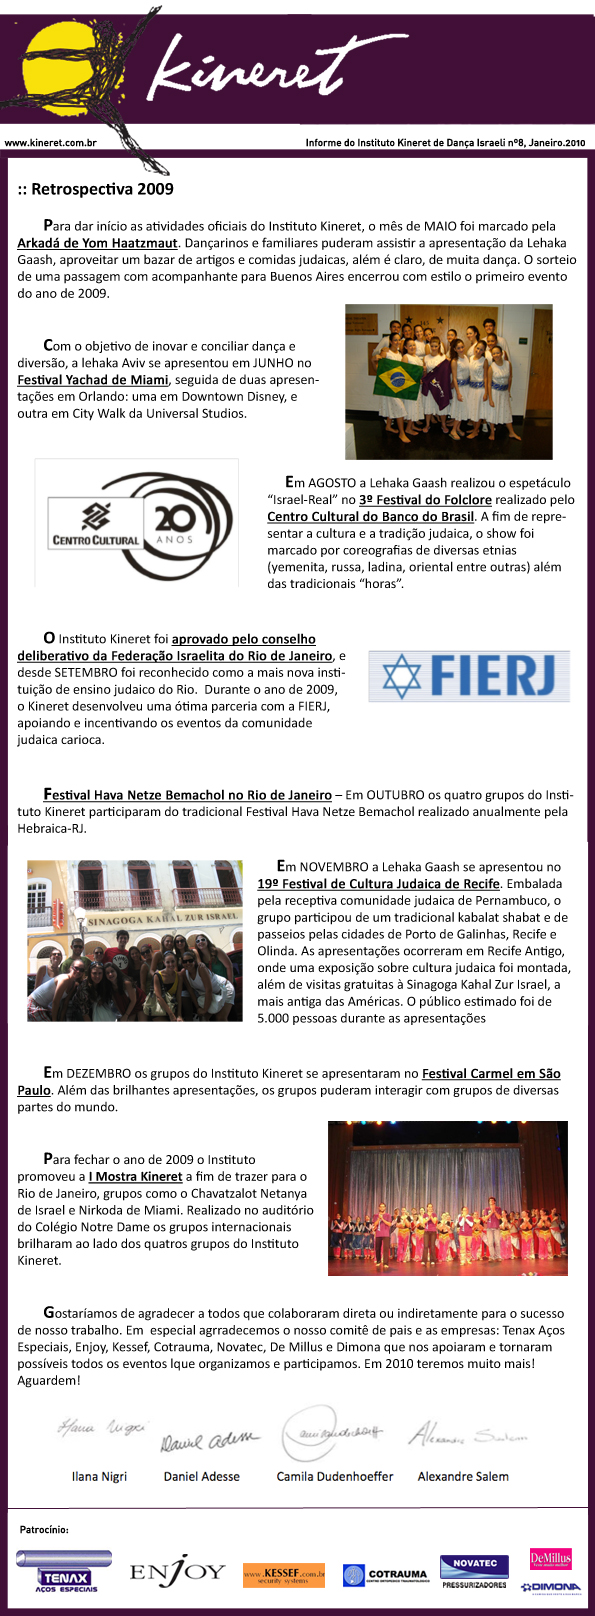 kineret
www.kineret.com.br
Informe do Instituto Kineret de Dança Israeli nº8, Janeiro.2010
:: Retrospectiva 2009
Para dar início as atividades oficiais do Instituto Kineret, o mês de MAIO foi marcado pela
Arkadá de Yom Haatzmaut. Dançarinos e familiares puderam assistir a apresentação da Lehaka
Gaash, aproveitar um bazar de artigos e comidas judaicas, além é claro, de muita dança. O sorteio
de uma passagem com acompanhante para Buenos Aires encerrou com estilo o primeiro evento
do ano de 2009.
Com o objetivo de inovar e conciliar dança e
diversão, a lehaka Aviv se apresentou em JUNHO no
Festival Yachad de Miami, seguida de duas apresen-
tações em Orlando: uma em Downtown Disney, e
outra em City Walk da Universal Studios.
CENTRO CULTURAL
20
ANOS
Em AGOSTO a Lehaka Gaash realizou o espetáculo
“Israel-Real” no 3º Festival do Folclore realizado pelo
Centro Cultural do Banco do Brasil. A fim de repre-
sentar a cultura e a tradição judaica, o show foi
marcado por coreografias de diversas etnias
(yemenita, russa, ladina, oriental entre outras) além
das tradicionais “horas”.
O Instituto Kineret foi aprovado pelo conselho
deliberativo da Federação Israelita do Rio de Janeiro, e
desde SETEMBRO foi reconhecido como a mais nova insti-
tuição de ensino judaico do Rio. Durante o ano de 2009,
o Kineret desenvolveu uma ótima parceria com a FIERJ,
apoiando e incentivando os eventos da comunidade
judaica carioca.
FIERJ
Festival Hava Netze Bemachol no Rio de Janeiro – Em OUTUBRO os quatro grupos do Insti-
tuto Kineret participaram do tradicional Festival Hava Netze Bemachol realizado anualmente pela
Hebraica-RJ.
SINAGOGA KAHAL ZUR ISRAEL
Em NOVEMBRO a Lehaka Gaash se apresentou no
19º Festival de Cultura Judaica de Recife. Embalada
pela receptiva comunidade judaica de Pernambuco, o
grupo participou de um tradicional kabalat shabat e de
passeios pelas cidades de Porto de Galinhas, Recife e
Olinda. As apresentações ocorreram em Recife Antigo,
onde uma exposição sobre cultura judaica foi montada,
além de visitas gratuitas à Sinagoga Kahal Zur Israel, a
mais antiga das Américas. O público estimado foi de
5.000 pessoas durante as apresentações
Em DEZEMBRO os grupos do Instituto Kineret se apresentaram no Festival Carmel em São
Paulo. Além das brilhantes apresentações, os grupos puderam interagir com grupos de diversas
partes do mundo.
Para fechar o ano de 2009 o Instituto
promoveu a I Mostra Kineret a fim de trazer para o
Rio de Janeiro, grupos como o Chavatzalot Netanya
de Israel e Nirkoda de Miami. Realizado no auditório
do Colégio Notre Dame os grupos internacionais
brilharam ao lado dos quatros grupos do Instituto
Kineret.
Gostaríamos de agradecer a todos que colaboraram direta ou indiretamente para o sucesso
de nosso trabalho. Em especial agrradecemos o nosso comitê de pais e as empresas: Tenax Aços
Especiais, Enjoy, Kessef, Cotrauma, Novatec, De Millus e Dimona que nos apoiaram e tornaram
possíveis todos os eventos lque organizamos e participamos. Em 2010 teremos muito mais!
Aguardem!
Ilana Nigri
Daniel Adesse
Camila Dudenhoeffer
Alexandre Salem
Ilana Nigri Daniel Adesse Camila Dudenhoeffer Alexandre Salem
Patrocínio:
TENAX
AÇOS ESPECIAIS
ENJOY
www.KESSEF.com.br
security systems
COTRAUMA
NOVATEC
PRESSURIZADORES
DeMillus
DIMONA